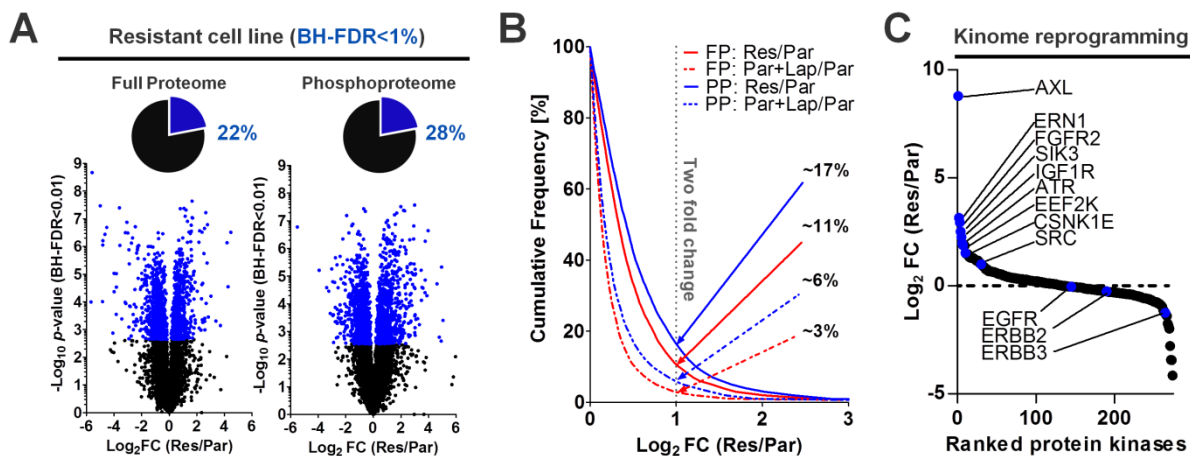 A
Resistant cell line (BH-FDR<1%)
Full Proteome
Phosphoproteome
22%
28%
-Log10 p-value (BH-FDR<0.01)
9
8
7
6
5
4
3
2
1
0
-6 -4 -2 0 2 4 6
Log2FC (Res/Par)
-Log10 p-value (BH-FDR<0.01)
9
8
7
6
5
4
3
2
1
0
-6 -4 -2 0 2 4 6
Log2FC (Res/Par)
B
FP: Res/Par
FP: Par+Lap/Par
PP: Res/Par
PP: Par+Lap/Par
Two fold change
~17%
~11%
~6%
~3%
Cumulative Frequency [%]
100
80
60
40
20
0
0 1 2 3
Log2 FC (Res/Par)
C
Kinome reprogramming
Log2 FC (Res/Par)
10
5
0
-5
AXL
ERN1
FGFR2
SIK3
IGF1R
ATR
EEF2K
CSNK1E
SRC
EGFR
ERBB2
ERBB3
0 100 200
Ranked protein kinases